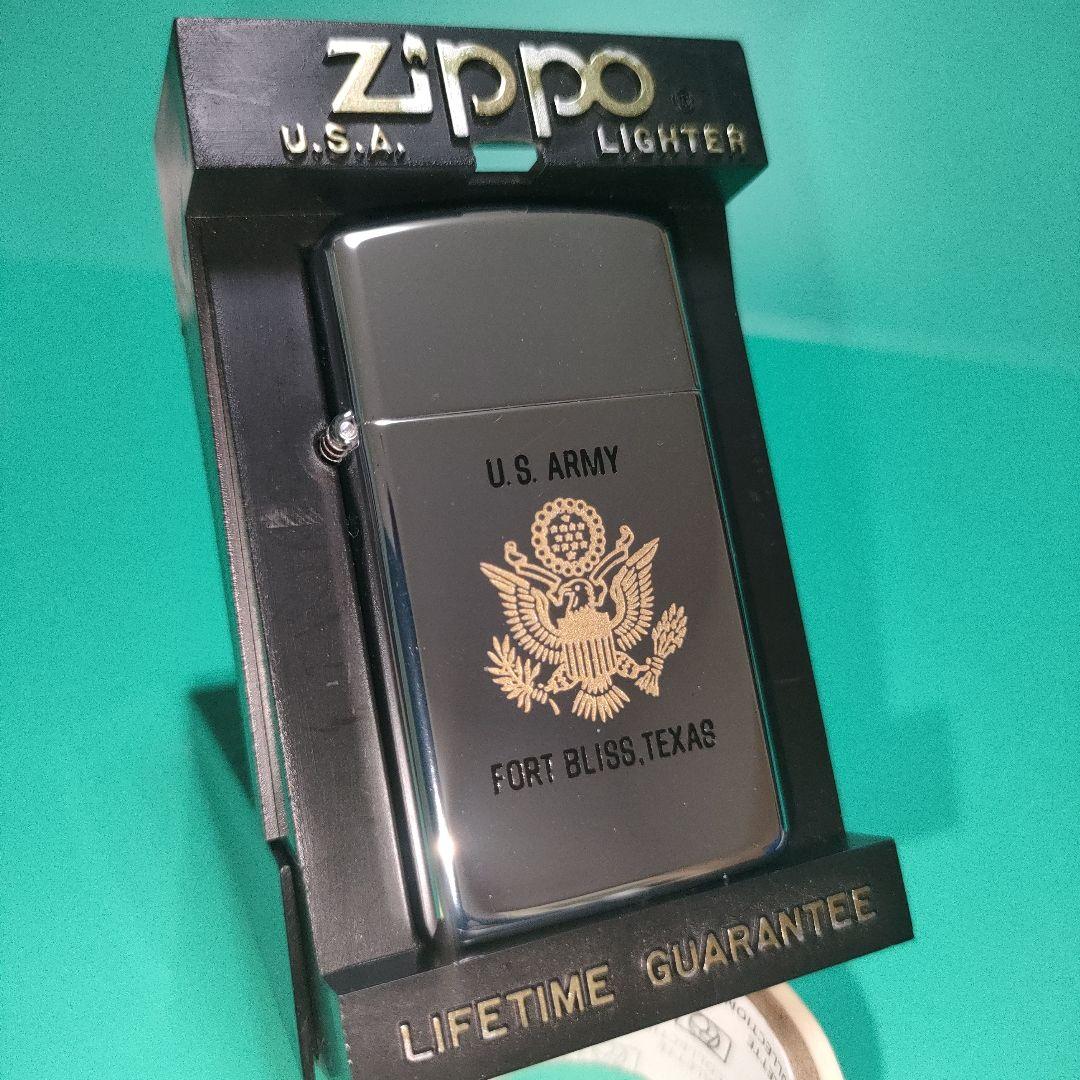 Zippo ®
U.S.A. LIGHTER
U.S. ARMY
FORT BLISS, TEXAS
LIFETIME GUARANTEE